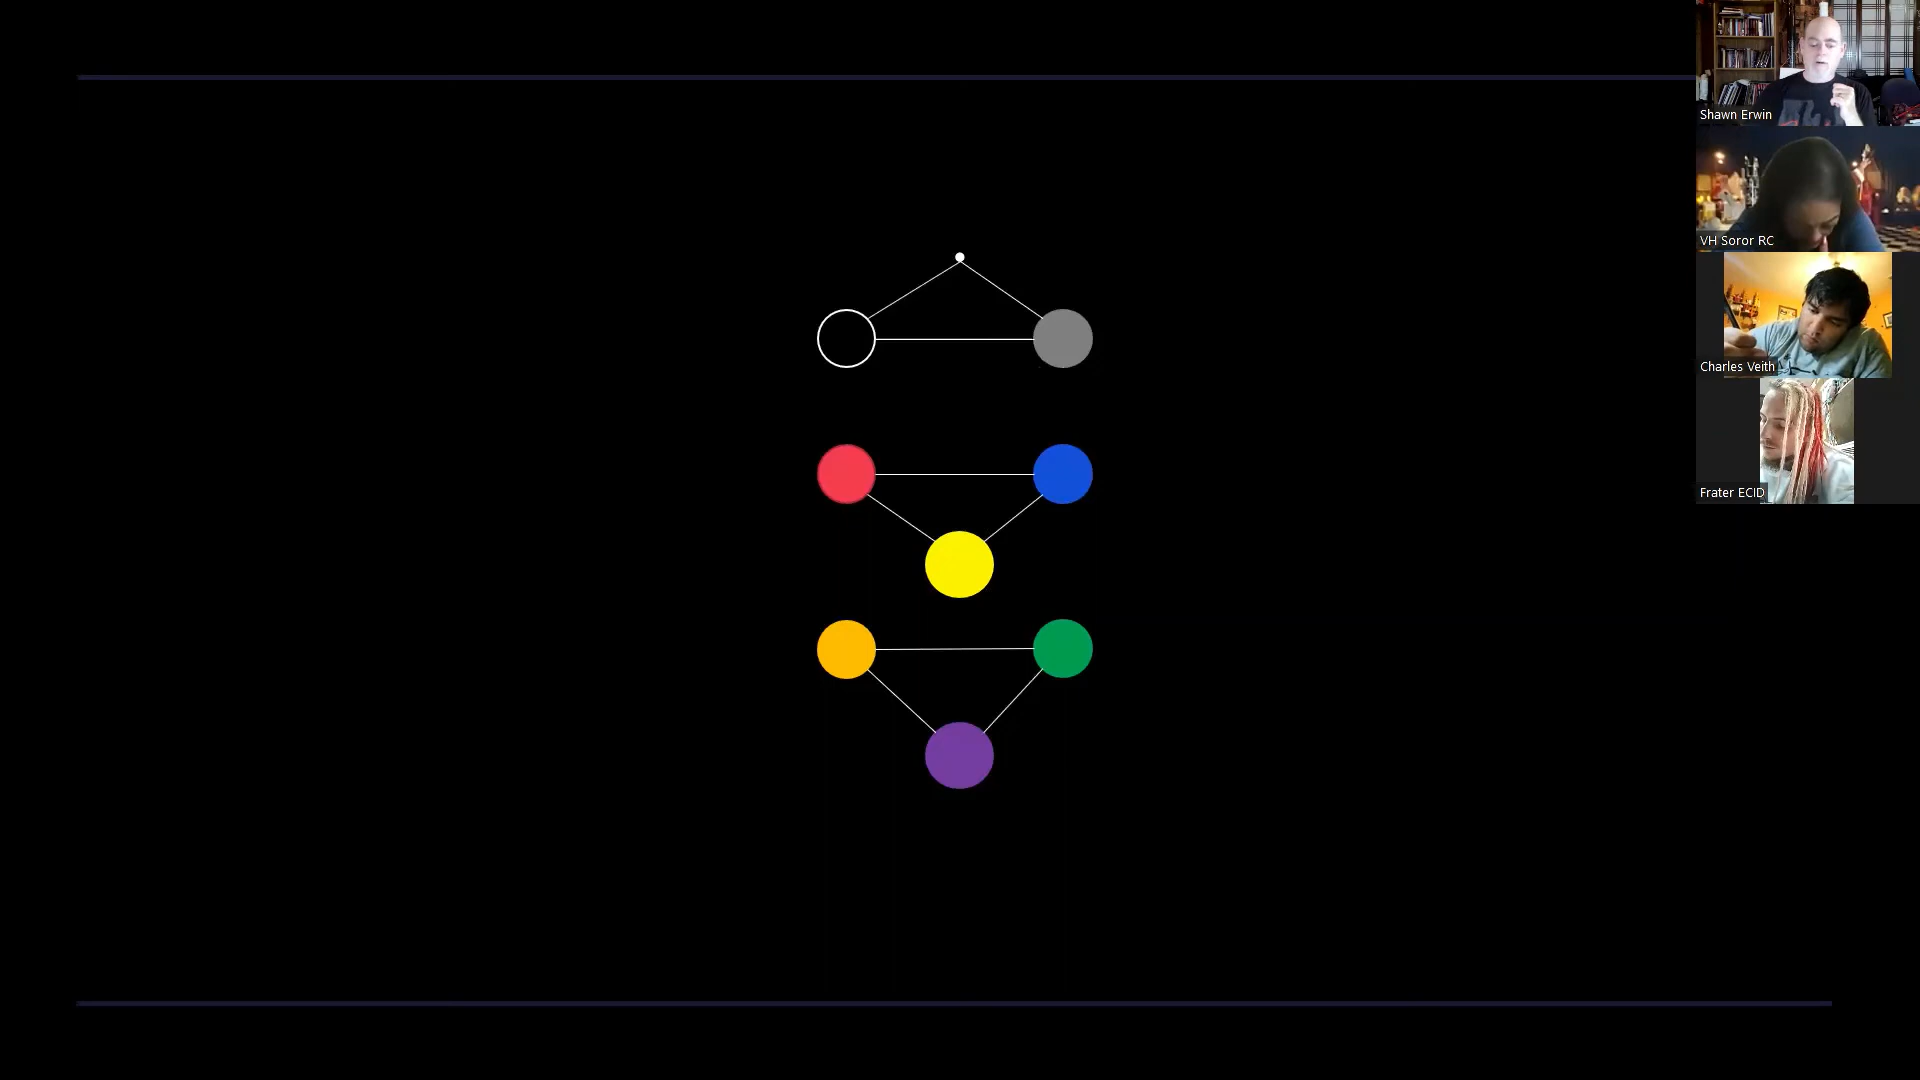 Shawn Erwin
VH Soror RC
Charles Veith
Frater ECID